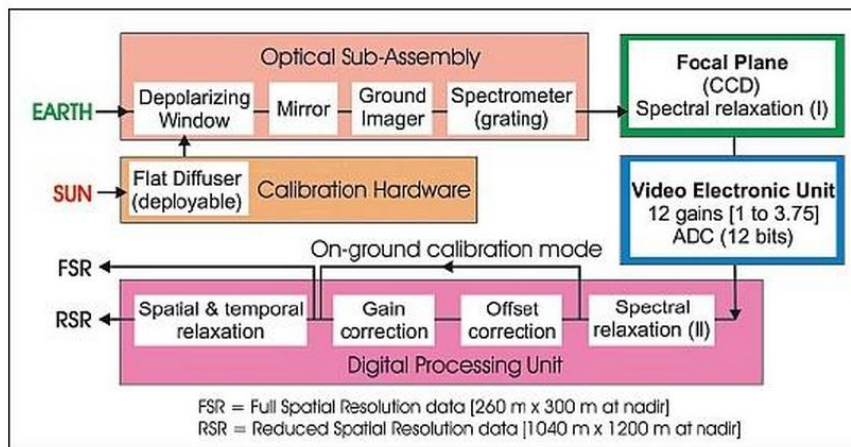 Optical Sub-Assembly
EARTH
Depolarizing
Window
Mirror
Ground
Imager
Spectrometer
(grating)
Focal Plane
(CCD)
Spectral relaxation (I)
SUN
Flat Diffuser
(deployable)
Calibration Hardware
Video Electronic Unit
12 gains [1 to 3.75]
ADC (12 bits)
On-ground calibration mode
FSR
RSR
Spatial & temporal
relaxation
Gain
correction
Offset
correction
Spectral
relaxation (II)
Digital Processing Unit
FSR = Full Spatial Resolution data [260 m x 300 m at nadir]
RSR = Reduced Spatial Resolution data [1040 m x 1200 m at nadir]